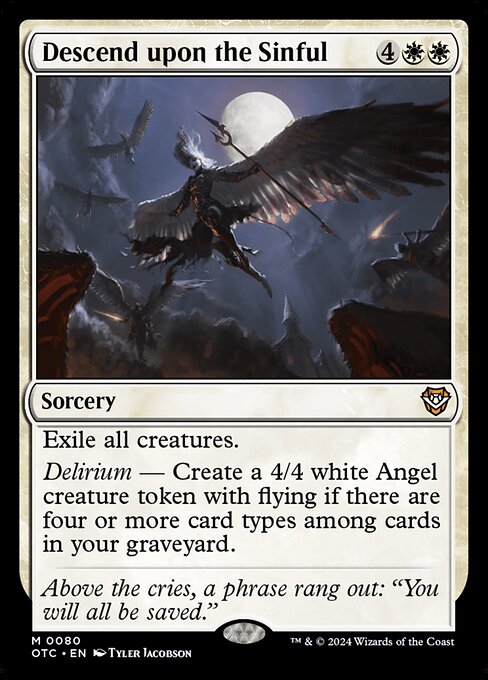 Descend upon the Sinful 4
Sorcery
Exile all creatures.
Delirium — Create a 4/4 white Angel
creature token with flying if there are
four or more card types among cards
in your graveyard.
Above the cries, a phrase rang out: “You
will all be saved.”
M 0080
OTC • EN Tyler Jacobson
™ & © 2024 Wizards of the Coast